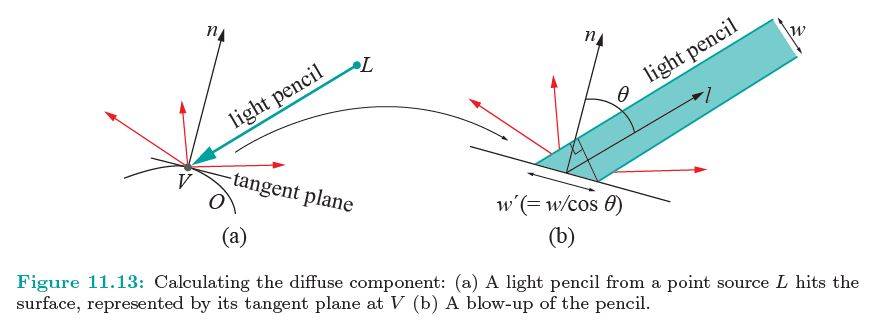 n
light pencil
L
V
O
tangent plane
(a)
n
θ
light pencil
w
l
w′(= w/cos θ)
(b)
Figure 11.13: Calculating the diffuse component: (a) A light pencil from a point source L hits the
surface, represented by its tangent plane at V (b) A blow-up of the pencil.